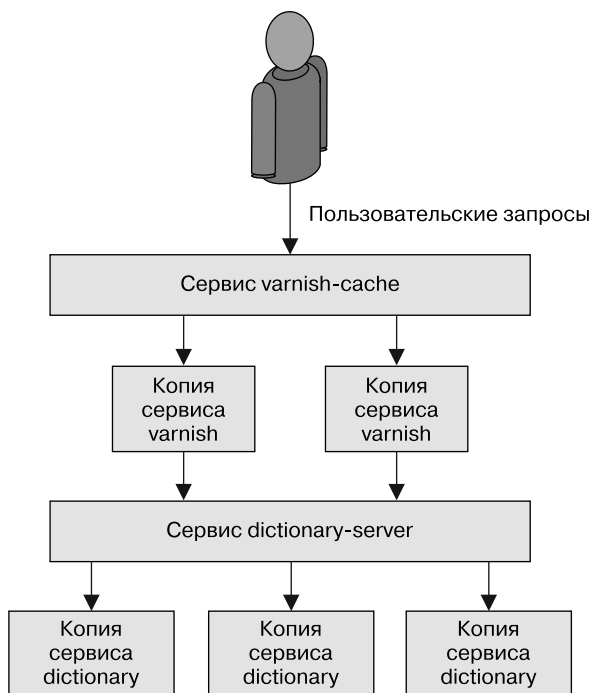 Пользовательские запросы
Сервис varnish-cache
Копия
сервиса
varnish
Копия
сервиса
varnish
Сервис dictionary-server
Копия
сервиса
dictionary
Копия
сервиса
dictionary
Копия
сервиса
dictionary